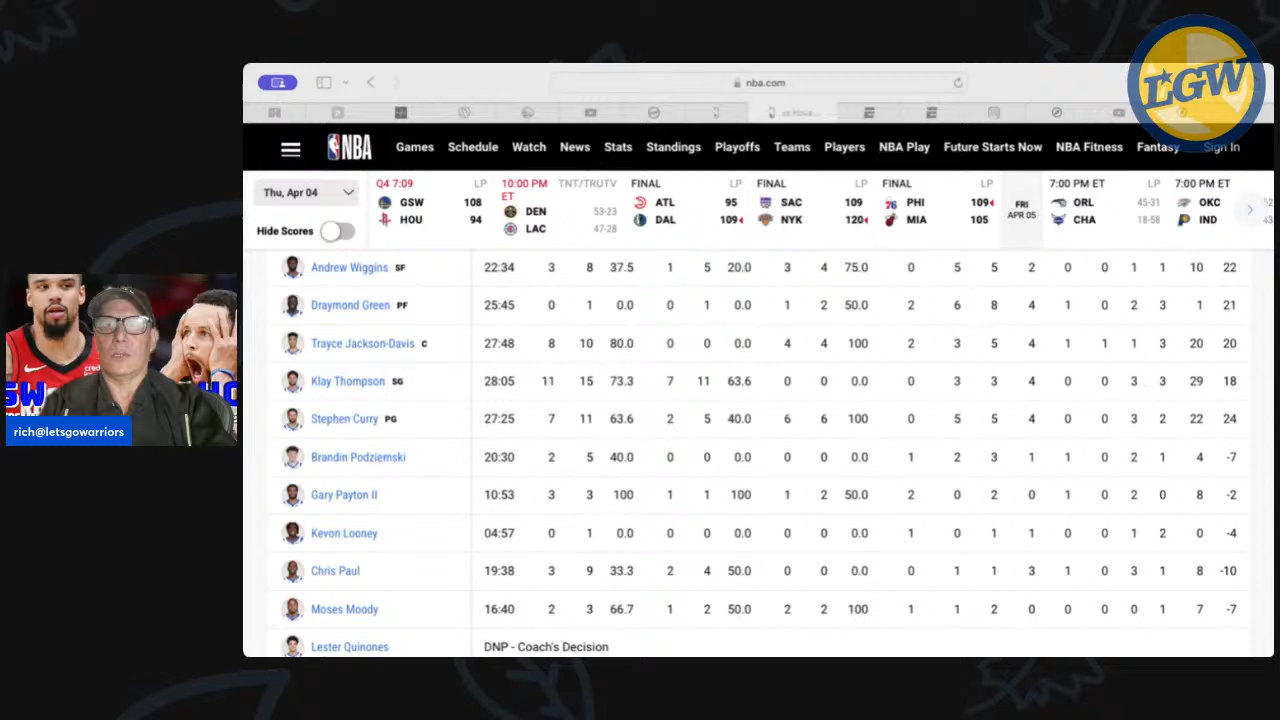 LGW
nba.com
NBA Games Schedule Watch News Stats Standings Playoffs Teams Players NBA Play Future Starts Now NBA Fitness Fantasy Sign In
Thu, Apr 04
Hide Scores
Q4 7:09 LP
GSW 108
HOU 94
10:00 PM ET TNT/TRUTV
DEN 53-23
LAC 47-28
FINAL LP
ATL 95
DAL 109
FINAL LP
SAC 109
NYK 120
FINAL LP
PHI 109
MIA 105
FRI
APR 05
7:00 PM ET LP
ORL 45-31
CHA 18-58
7:00 PM ET
OKC
IND
Andrew Wiggins SF 22:34 3 8 37.5 1 5 20.0 3 4 75.0 0 5 5 2 0 0 1 1 10 22
Draymond Green PF 25:45 0 1 0.0 0 1 0.0 1 2 50.0 2 6 8 4 1 0 2 3 1 21
Trayce Jackson-Davis C 27:48 8 10 80.0 0 0 0.0 4 4 100 2 3 5 4 1 1 1 3 20 20
Klay Thompson SG 28:05 11 15 73.3 7 11 63.6 0 0 0.0 0 3 3 4 0 0 3 3 29 18
Stephen Curry PG 27:25 7 11 63.6 2 5 40.0 6 6 100 0 5 5 4 0 0 3 2 22 24
Brandin Podziemski 20:30 2 5 40.0 0 0 0.0 0 0 0.0 1 2 3 1 1 0 2 1 4 -7
Gary Payton II 10:53 3 3 100 1 1 100 1 2 50.0 2 0 2 0 1 0 2 0 8 -2
Kevon Looney 04:57 0 1 0.0 0 0 0.0 0 0 0.0 1 0 1 1 0 0 1 2 0 -4
Chris Paul 19:38 3 9 33.3 2 4 50.0 0 0 0.0 0 1 1 3 1 0 3 1 8 -10
Moses Moody 16:40 2 3 66.7 1 2 50.0 2 2 100 1 1 2 0 0 0 0 1 7 -7
Lester Quinones DNP - Coach's Decision
rich@letsgowarriors